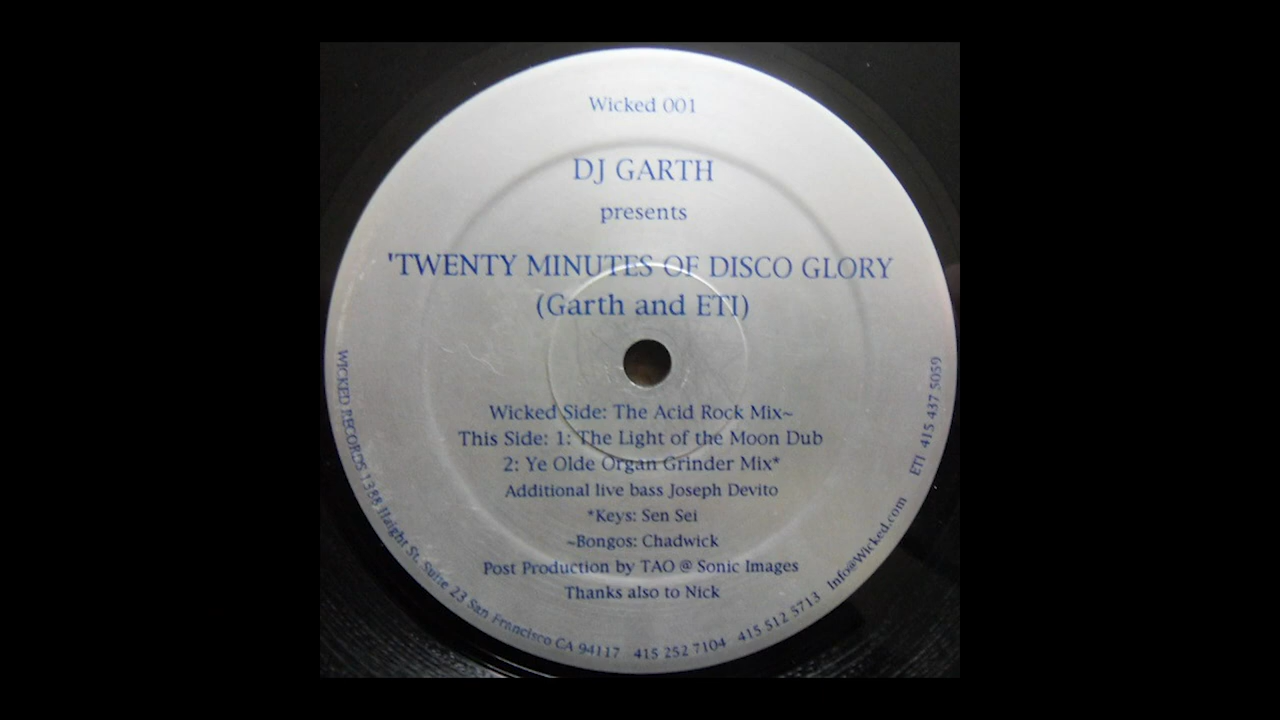 Wicked 001
DJ GARTH
presents
'TWENTY MINUTES OF DISCO GLORY
(Garth and ETI)
Wicked Side: The Acid Rock Mix~
This Side: 1: The Light of the Moon Dub
2: Ye Olde Organ Grinder Mix*
Additional live bass Joseph Devito
*Keys: Sen Sei
~Bongos: Chadwick
Post Production by TAO @ Sonic Images
Thanks also to Nick
WICKED RECORDS 1388 Haight St. Suite 23 San Francisco CA 94117 415 252 7104 415 512 5713 Info@Wicked.com ETI 415 437 5059